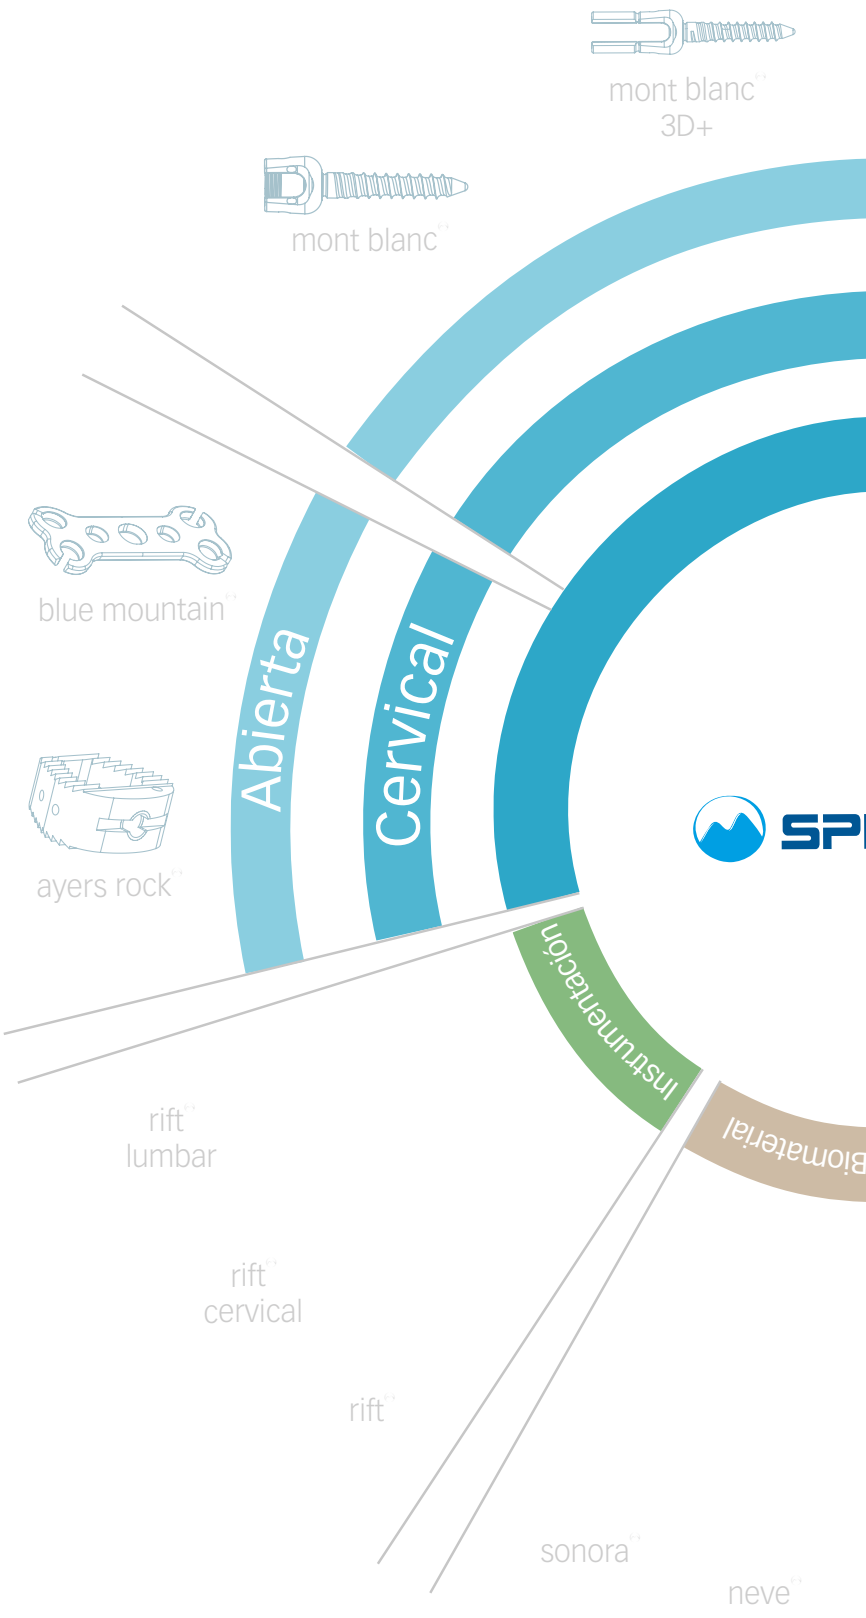 mont blanc
3D+
mont blanc
blue mountain
Abierta
Cervical
ayers rock
Instrumentación
Biomaterial
rift
lumbar
rift
cervical
rift
sonora
neve